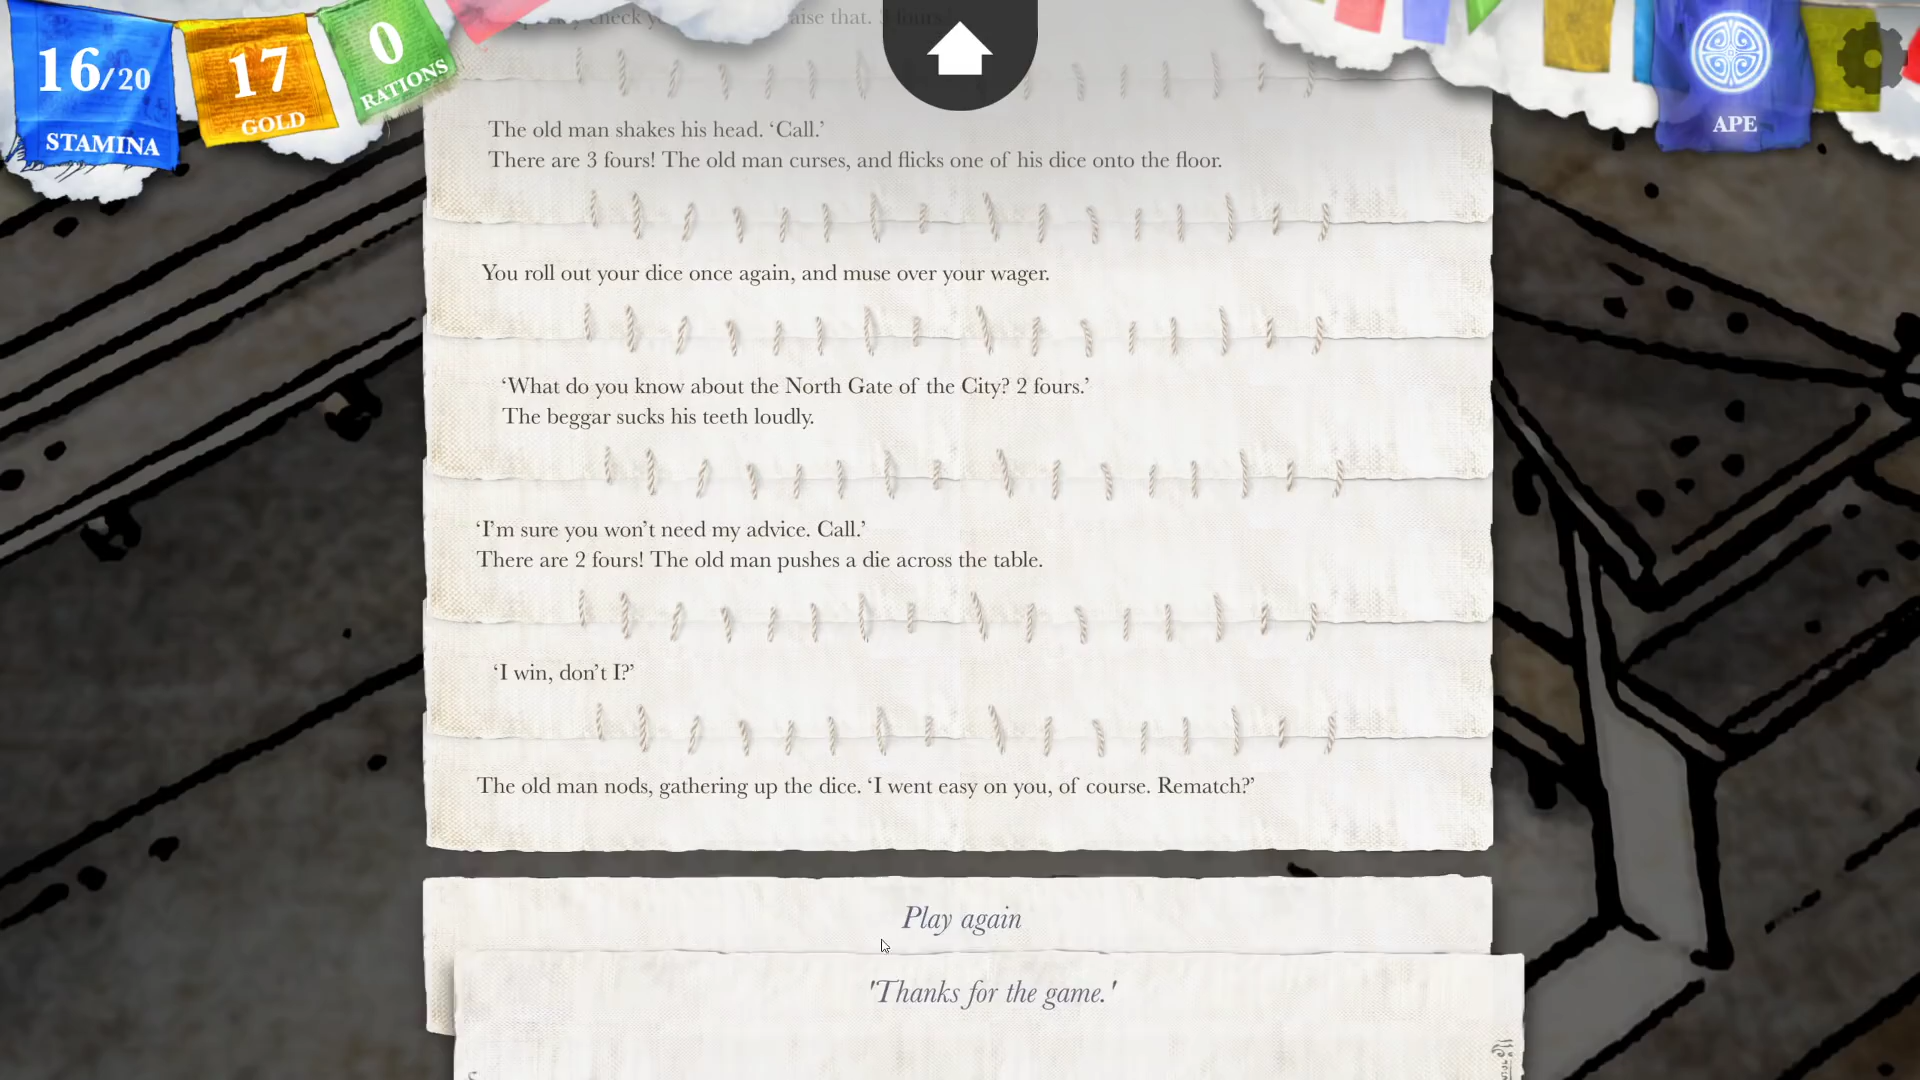 16/20
STAMINA
17
GOLD
0
RATIONS
APE
check
aise that. 3 fours.
The old man shakes his head. ‘Call.’
There are 3 fours! The old man curses, and flicks one of his dice onto the floor.
You roll out your dice once again, and muse over your wager.
‘What do you know about the North Gate of the City? 2 fours.’
The beggar sucks his teeth loudly.
‘I’m sure you won’t need my advice. Call.’
There are 2 fours! The old man pushes a die across the table.
‘I win, don’t I?’
The old man nods, gathering up the dice. ‘I went easy on you, of course. Rematch?’
Play again
'Thanks for the game.'